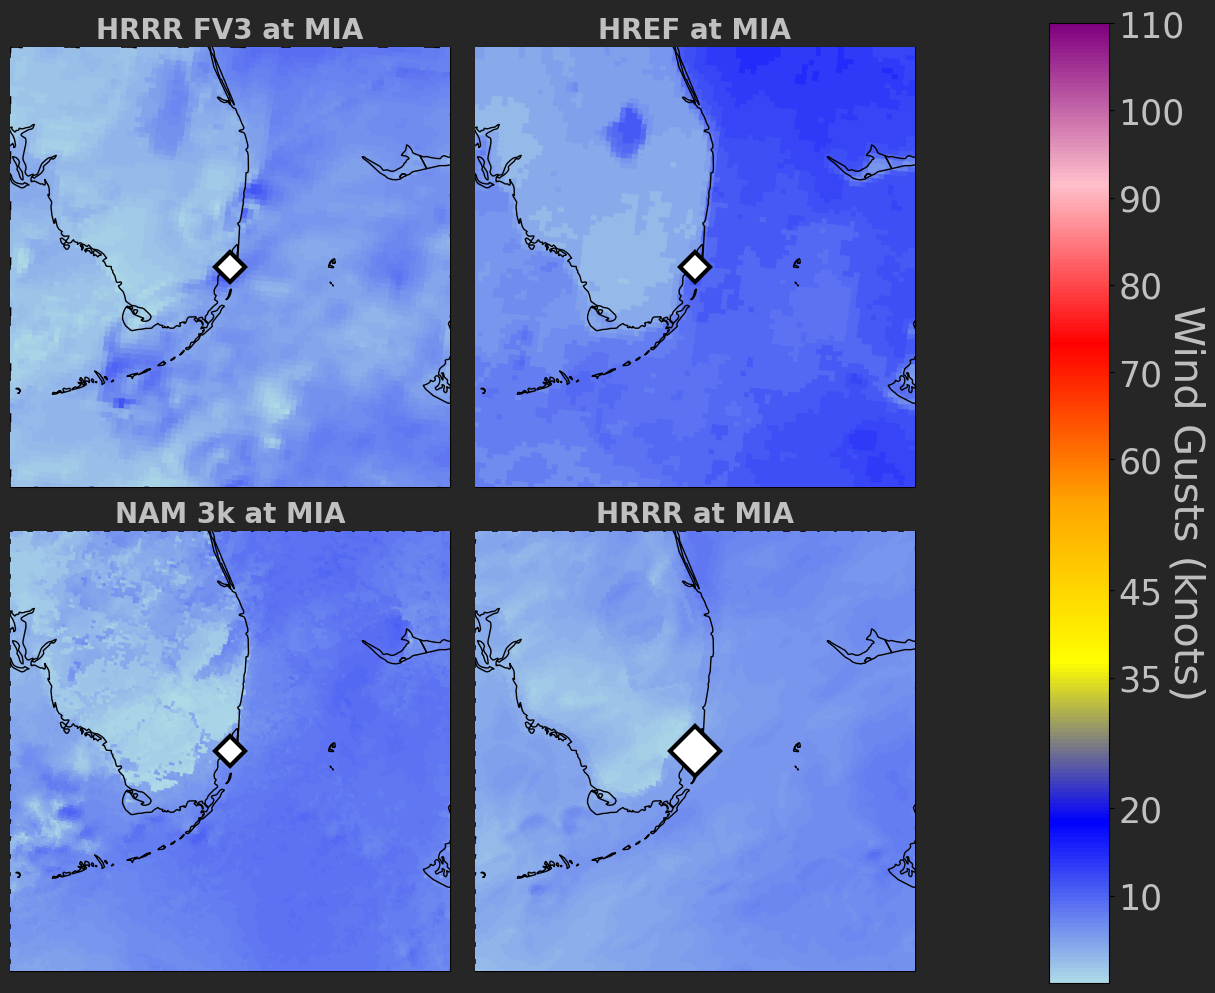 HRRR FV3 at MIA
HREF at MIA
NAM 3k at MIA
HRRR at MIA
110
100
90
80
70
60
45
35
20
10
Wind Gusts (knots)